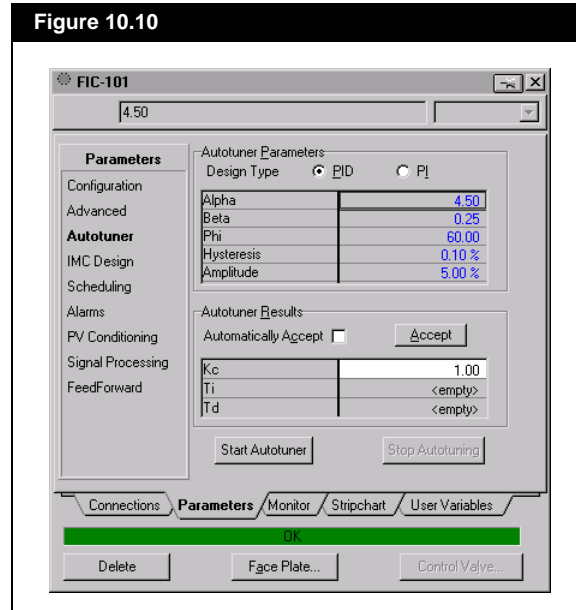 Figure 10.10
FIC-101
4.50
Parameters
Configuration
Advanced
Autotuner
IMC Design
Scheduling
Alarms
PV Conditioning
Signal Processing
FeedForward
Autotuner Parameters
Design Type PID PI
Alpha 4.50
Beta 0.25
Phi 60.00
Hysteresis 0.10 %
Amplitude 5.00 %
Autotuner Results
Automatically Accept Accept
Kc 1.00
Ti <empty>
Td <empty>
Start Autotuner Stop Autotuning
Connections Parameters Monitor Stripchart User Variables
OK
Delete Face Plate... Control Valve...